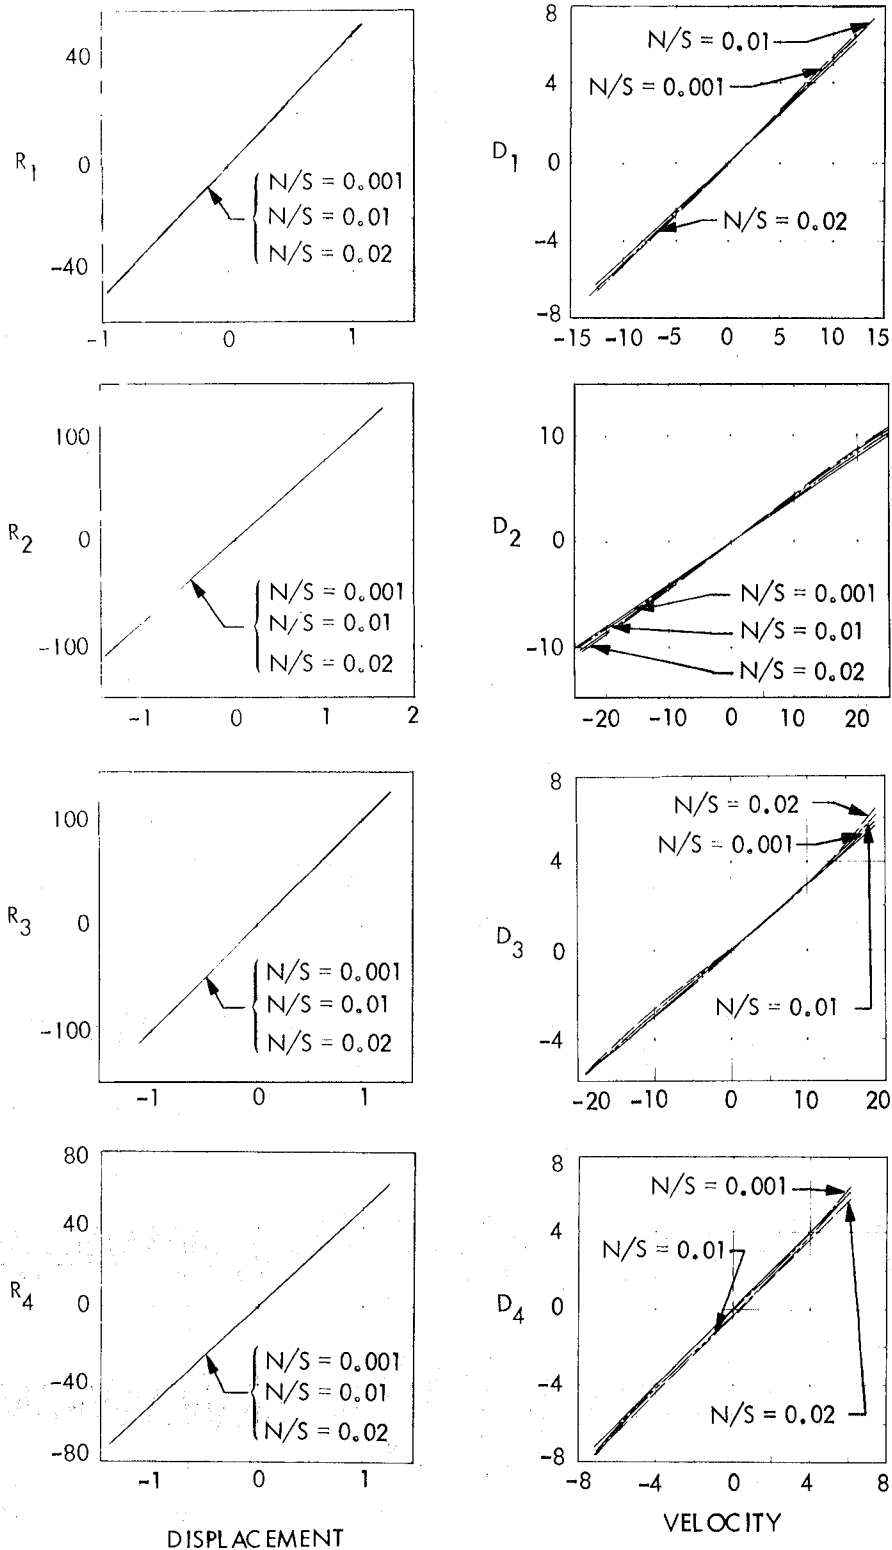 40
R1
0
-40
N/S = 0.001
N/S = 0.01
N/S = 0.02
-1 0 1
8
4
D1
0
-4
-8
N/S = 0.01
N/S = 0.001
N/S = 0.02
-15 -10 -5 0 5 10 15
100
R2
0
-100
N/S = 0.001
N/S = 0.01
N/S = 0.02
-1 0 1 2
10
D2
0
-10
N/S = 0.001
N/S = 0.01
N/S = 0.02
-20 -10 0 10 20
100
R3
0
-100
N/S = 0.001
N/S = 0.01
N/S = 0.02
-1 0 1
8
4
D3
0
-4
N/S = 0.02
N/S = 0.001
N/S = 0.01
-20 -10 0 10 20
80
40
R4
0
-40
-80
N/S = 0.001
N/S = 0.01
N/S = 0.02
-1 0 1
DISPLACEMENT
8
4
D4
0
-4
-8
N/S = 0.001
N/S = 0.01
N/S = 0.02
-8 -4 0 4 8
VELOCITY